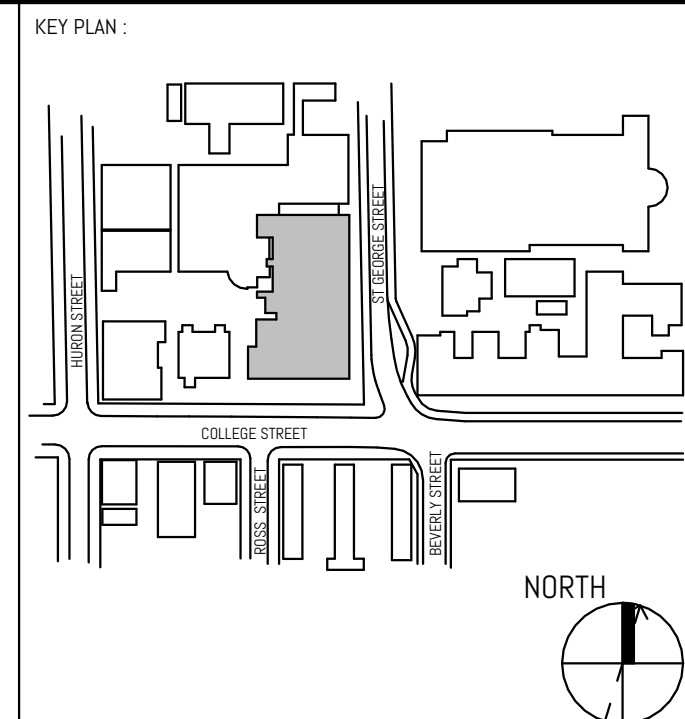 KEY PLAN :
HURON STREET
ST GEORGE STREET
COLLEGE STREET
ROSS STREET
BEVERLY STREET
NORTH